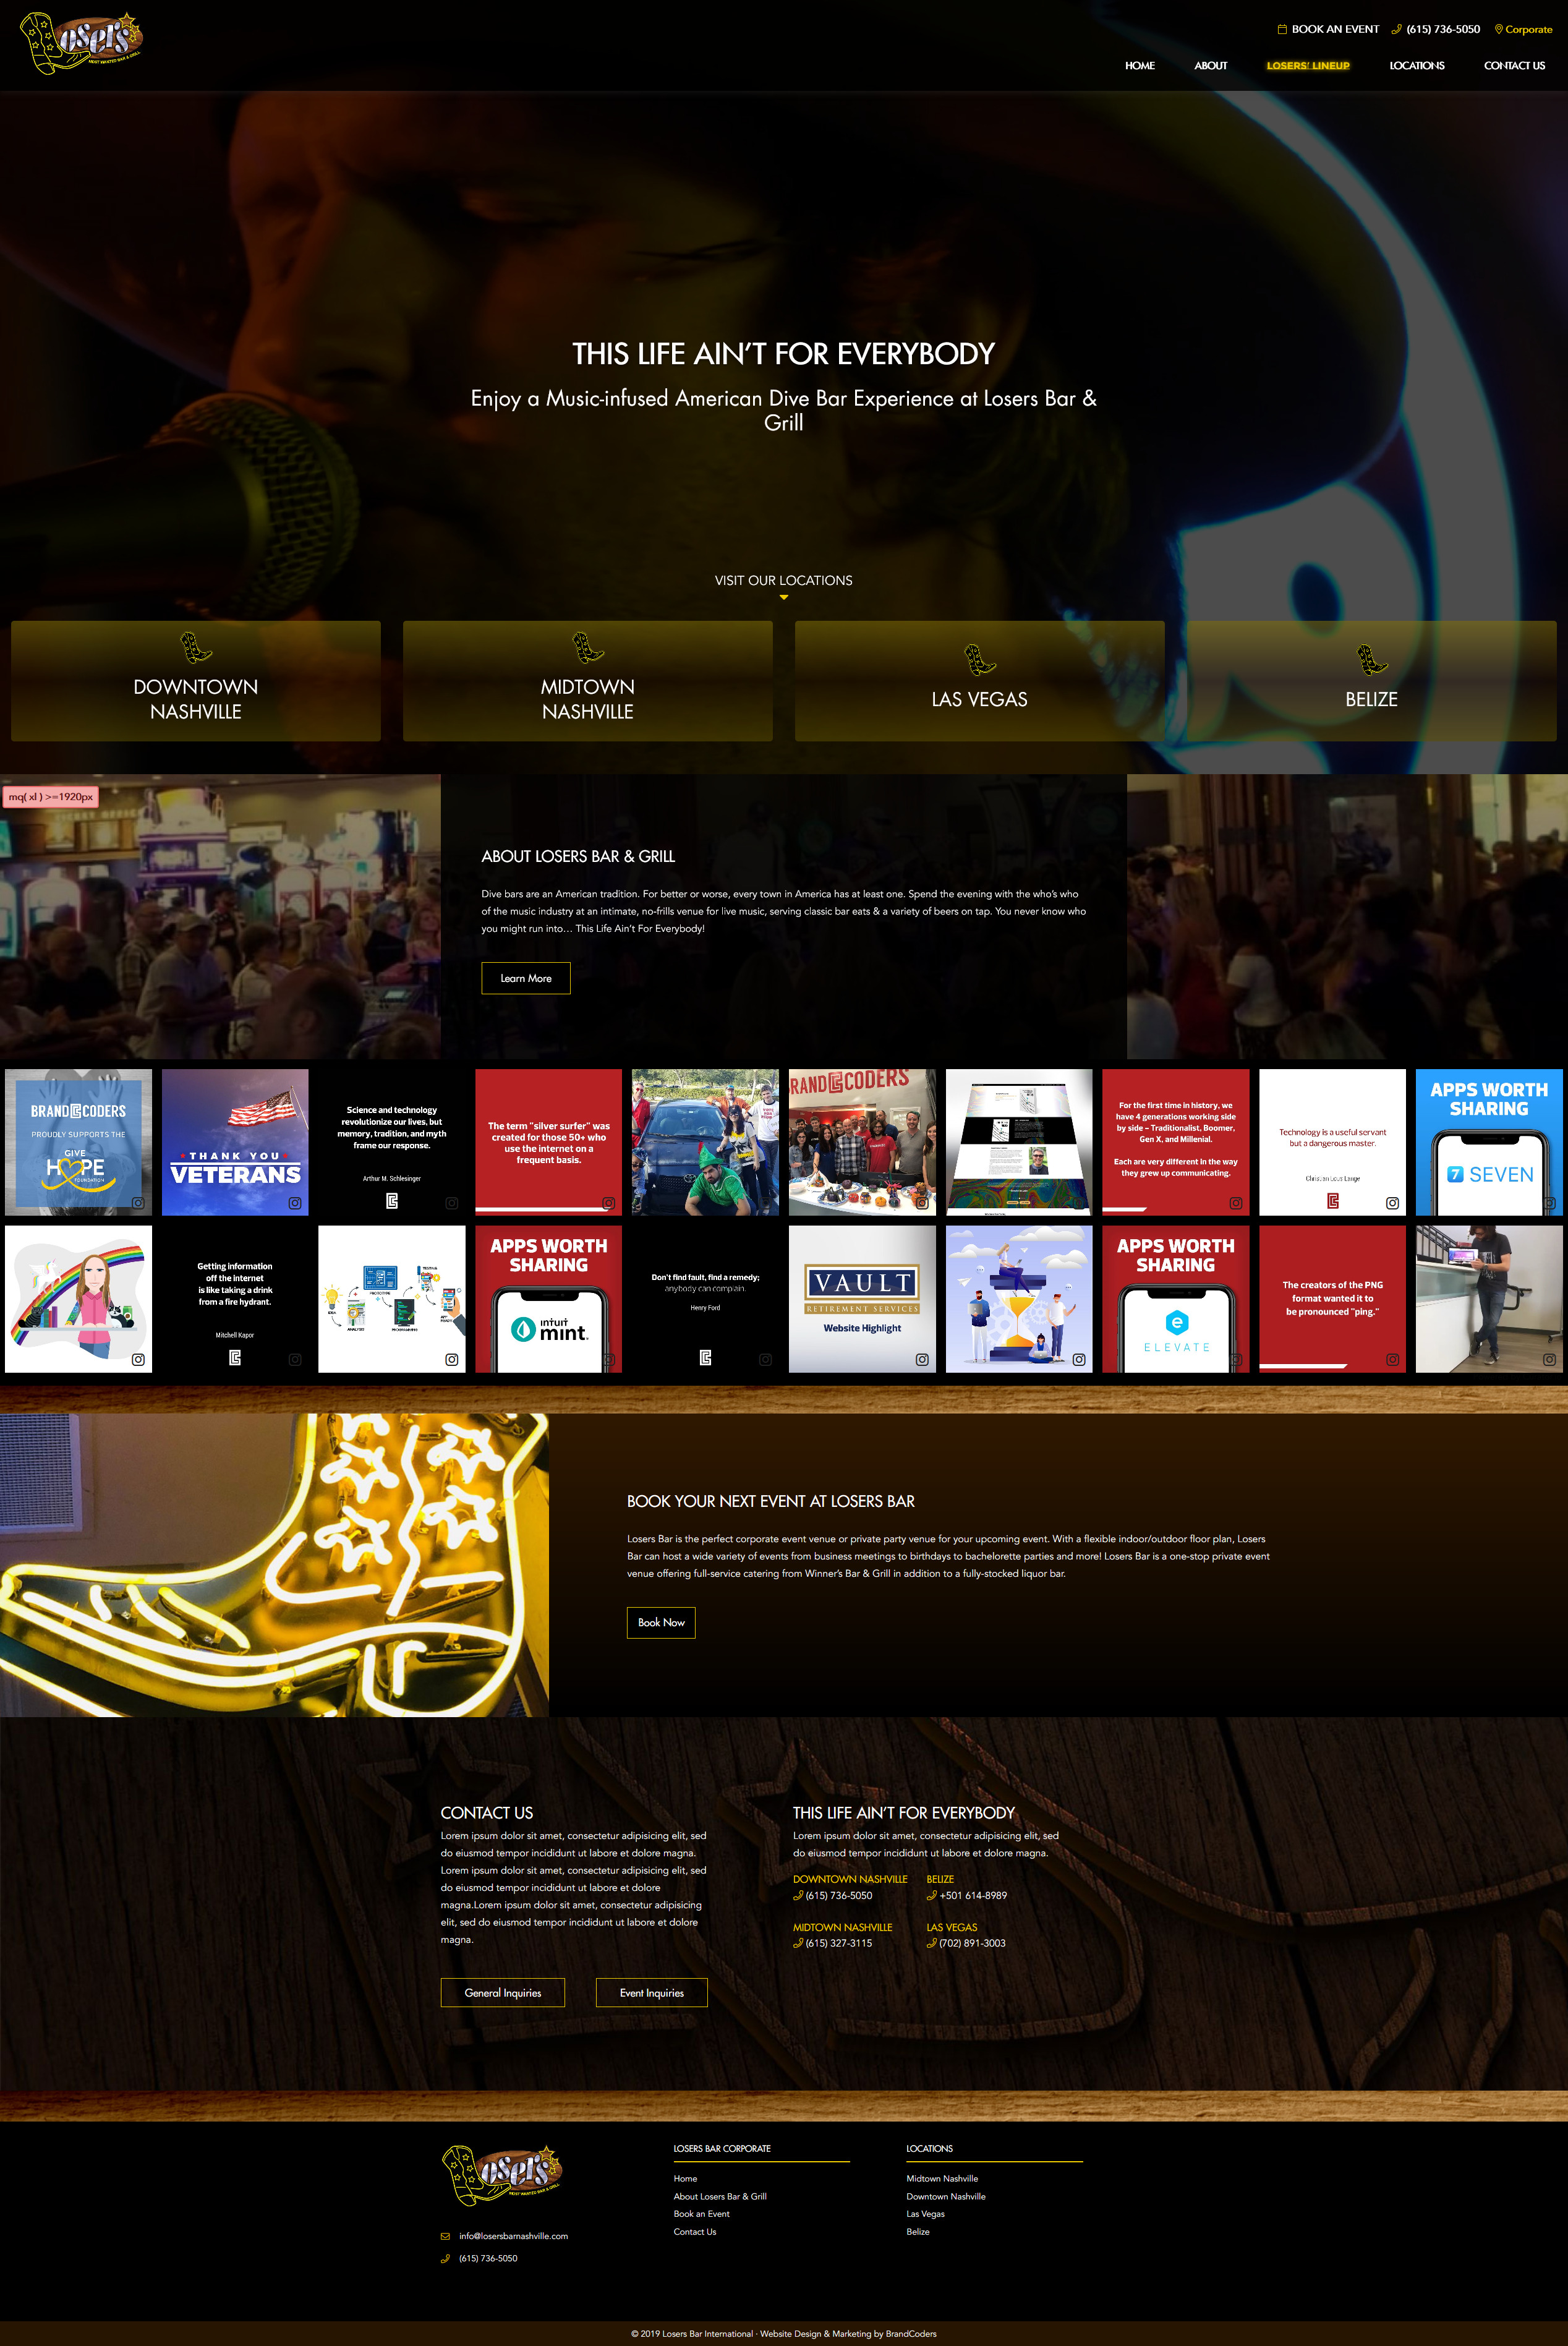 Losers
MOST WANTED BAR & GRILL
BOOK AN EVENT (615) 736-5050 Corporate
HOME ABOUT LOSERS' LINEUP LOCATIONS CONTACT US
THIS LIFE AIN'T FOR EVERYBODY
Enjoy a Music-infused American Dive Bar Experience at Losers Bar &
Grill
VISIT OUR LOCATIONS
DOWNTOWN
NASHVILLE
MIDTOWN
NASHVILLE
LAS VEGAS
BELIZE
mq( xl ) >=1920px
ABOUT LOSERS BAR & GRILL
Dive bars are an American tradition. For better or worse, every town in America has at least one. Spend the evening with the who's who
of the music industry at an intimate, no-frills venue for live music, serving classic bar eats & a variety of beers on tap. You never know who
you might run into… This Life Ain't For Everybody!
Learn More
BRANDCODERS
PROUDLY SUPPORTS THE
GIVE
HOPE
FOUNDATION
THANK YOU
VETERANS
Science and technology
revolutionize our lives, but
memory, tradition, and myth
frame our response.
Arthur M. Schlesinger
The term "silver surfer" was
created for those 50+ who
use the internet on a
frequent basis.
BRANDCODERS
For the first time in history, we
have 4 generations working side
by side – Traditionalist, Boomer,
Gen X, and Millenial.
Each are very different in the way
they grew up communicating.
Technology is a useful servant
but a dangerous master.
Christian Lous Lange
APPS WORTH
SHARING
7 SEVEN
Getting information
off the internet
is like taking a drink
from a fire hydrant.
Mitchell Kapor
IDEA
ANALYSIS
PROTOTYPE
PROGRAMMING
TESTING
APPS WORTH
SHARING
intuit
mint.
Don't find fault, find a remedy;
anybody can complain.
Henry Ford
VAULT
RETIREMENT SERVICES
Website Highlight
APPS WORTH
SHARING
e
ELEVATE
The creators of the PNG
format wanted it to
be pronounced "ping."
BOOK YOUR NEXT EVENT AT LOSERS BAR
Losers Bar is the perfect corporate event venue or private party venue for your upcoming event. With a flexible indoor/outdoor floor plan, Losers
Bar can host a wide variety of events from business meetings to birthdays to bachelorette parties and more! Losers Bar is a one-stop private event
venue offering full-service catering from Winner's Bar & Grill in addition to a fully-stocked liquor bar.
Book Now
CONTACT US
Lorem ipsum dolor sit amet, consectetur adipisicing elit, sed
do eiusmod tempor incididunt ut labore et dolore magna.
Lorem ipsum dolor sit amet, consectetur adipisicing elit, sed
do eiusmod tempor incididunt ut labore et dolore
magna.Lorem ipsum dolor sit amet, consectetur adipisicing
elit, sed do eiusmod tempor incididunt ut labore et dolore
magna.
General Inquiries
Event Inquiries
THIS LIFE AIN'T FOR EVERYBODY
Lorem ipsum dolor sit amet, consectetur adipisicing elit, sed
do eiusmod tempor incididunt ut labore et dolore magna.
DOWNTOWN NASHVILLE
(615) 736-5050
BELIZE
+501 614-8989
MIDTOWN NASHVILLE
(615) 327-3115
LAS VEGAS
(702) 891-3003
Losers
MOST WANTED BAR & GRILL
info@losersbarnashville.com
(615) 736-5050
LOSERS BAR CORPORATE
Home
About Losers Bar & Grill
Book an Event
Contact Us
LOCATIONS
Midtown Nashville
Downtown Nashville
Las Vegas
Belize
© 2019 Losers Bar International · Website Design & Marketing by BrandCoders